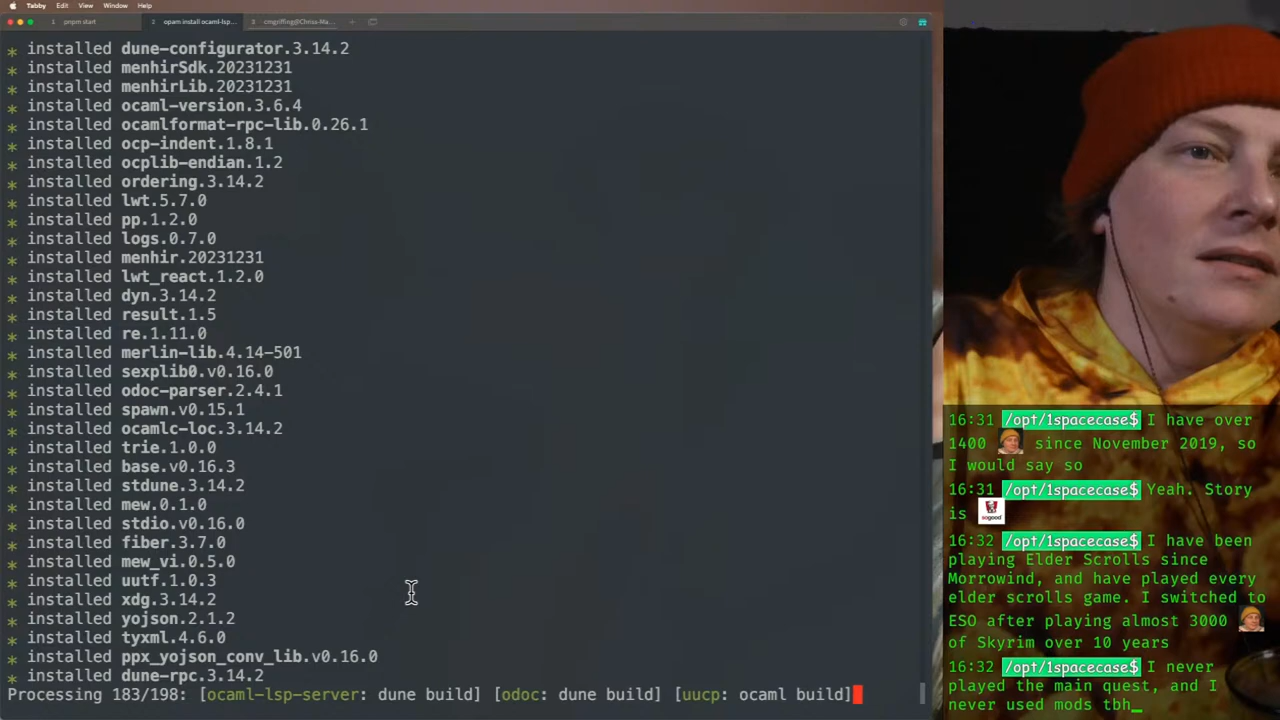 Tabby Edit View Window Help
1 pnpm start 2 opam install ocaml-lsp... 3 cmgriffing@Chriss-Ma...
* installed dune-configurator.3.14.2
* installed menhirSdk.20231231
* installed menhirLib.20231231
* installed ocaml-version.3.6.4
* installed ocamlformat-rpc-lib.0.26.1
* installed ocp-indent.1.8.1
* installed ocplib-endian.1.2
* installed ordering.3.14.2
* installed lwt.5.7.0
* installed pp.1.2.0
* installed logs.0.7.0
* installed menhir.20231231
* installed lwt_react.1.2.0
* installed dyn.3.14.2
* installed result.1.5
* installed re.1.11.0
* installed merlin-lib.4.14-501
* installed sexplib0.v0.16.0
* installed odoc-parser.2.4.1
* installed spawn.v0.15.1
* installed ocamlc-loc.3.14.2
* installed trie.1.0.0
* installed base.v0.16.3
* installed stdune.3.14.2
* installed mew.0.1.0
* installed stdio.v0.16.0
* installed fiber.3.7.0
* installed mew_vi.0.5.0
* installed uutf.1.0.3
* installed xdg.3.14.2
* installed yojson.2.1.2
* installed tyxml.4.6.0
* installed ppx_yojson_conv_lib.v0.16.0
* installed dune-rpc.3.14.2
Processing 183/198: [ocaml-lsp-server: dune build] [odoc: dune build] [uucp: ocaml build]
16:31 /opt/1spacecase$ I have over
1400 since November 2019, so
I would say so
16:31 /opt/1spacecase$ Yeah. Story
is sogood
16:32 /opt/1spacecase$ I have been
playing Elder Scrolls since
Morrowind, and have played every
elder scrolls game. I switched to
ESO after playing almost 3000
of Skyrim over 10 years
16:32 /opt/1spacecase$ I never
played the main quest, and I
never used mods tbh_